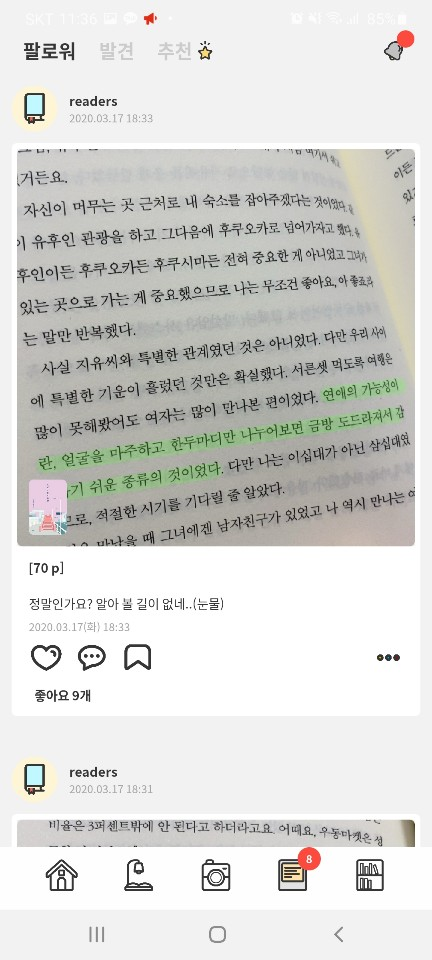 SKT 11:36
85%
팔로워 발견 추천
readers
2020.03.17 18:33
거든요.
자신이 머무는 곳 근처로 내 숙소를 잡아주겠다는 것이었다.
유후인 관광을 하고 그다음에 후쿠오카로 넘어가자고 했다.
후인이든 후쿠오카든 후쿠시마든 전혀 중요한 게 아니었고 그녀가
있는 곳으로 가는 게 중요했으므로 나는 무조건 좋아요, 아 좋죠라
는 말만 반복했다.
사실 지유씨와 특별한 관계였던 것은 아니었다. 다만 우리 사이
에 특별한 기운이 흘렀던 것만은 확실했다. 서른셋 먹도록 여행은
많이 못해봤어도 여자는 많이 만나본 편이었다. 연애의 가능성이
란, 얼굴을 마주하고 한두마디만 나누어보면 금방 도드라져서 감
기 쉬운 종류의 것이었다. 다만 나는 이십대가 아닌 삼십대였
므로, 적절한 시기를 기다릴 줄 알았다.
만났을 때 그녀에겐 남자친구가 있었고 나 역시 만나는
[70 p]
정말인가요? 알아 볼 길이 없네..(눈물)
2020.03.17(화) 18:33
좋아요 9개
readers
2020.03.17 18:31
비율은 3퍼센트밖에 안 된다고 하더라고요. 어때요, 우동마켓은 성
8